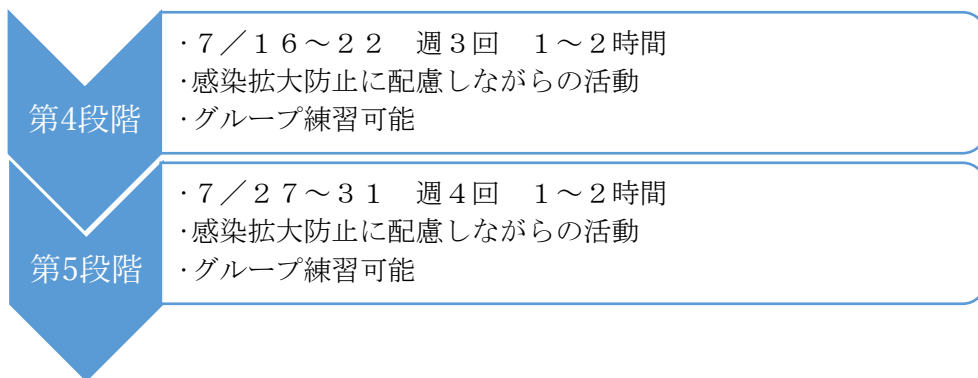 第4段階
·７／１６～２２　週３回　１～２時間
·感染拡大防止に配慮しながらの活動
·グループ練習可能
第5段階
·７／２７～３１　週４回　１～２時間
·感染拡大防止に配慮しながらの活動
·グループ練習可能